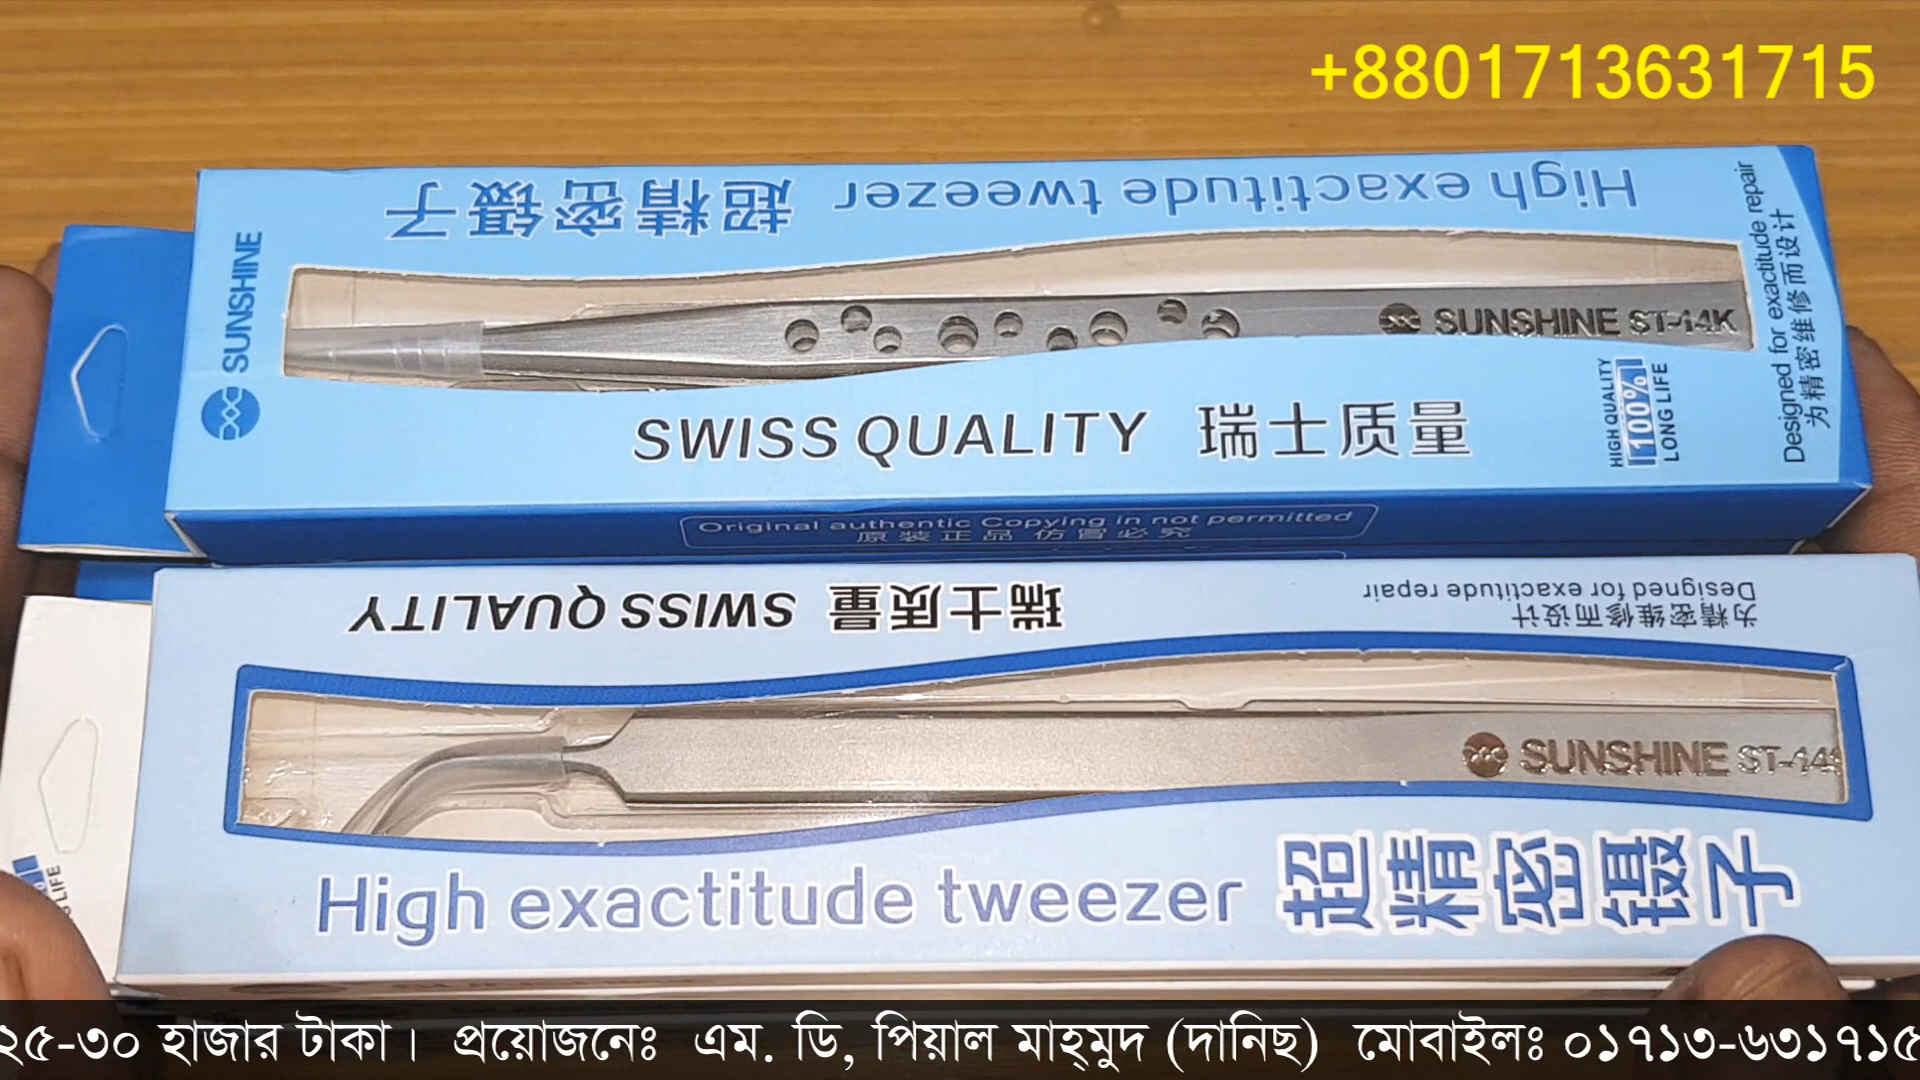 +8801713631715
High exactitude tweezer 超精密镊子
SUNSHINE
SUNSHINE ST-14K
Designed for exactitude repair
为精密维修而设计
HIGH QUALITY
100%
LONG LIFE
SWISS QUALITY 瑞士质量
Original authentic Copying in not permitted
原装正品 仿冒必究
瑞士质量 SWISS QUALITY
为精密维修而设计
Designed for exactitude repair
SUNSHINE
High exactitude tweezer 超精密镊子
LIFE
২৫-৩০ হাজার টাকা। প্রয়োজনেঃ এম. ডি, পিয়াল মাহ্মুদ (দানিছ) মোবাইলঃ ০১৭১৩-৬৩১৭১৫